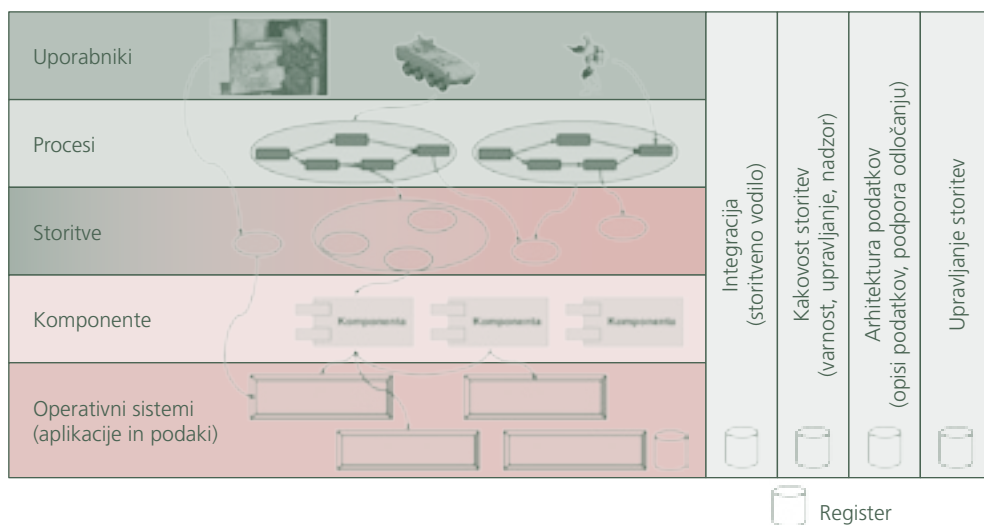 Uporabniki
Procesi
Storitve
Komponente
Komponenta
Komponenta
Komponenta
Operativni sistemi
(aplikacije in podaki)
Integracija
(storitveno vodilo)
Kakovost storitev
(varnost, upravljanje, nadzor)
Arhitektura podatkov
(opisi podatkov, podpora odločanju)
Upravljanje storitev
Register